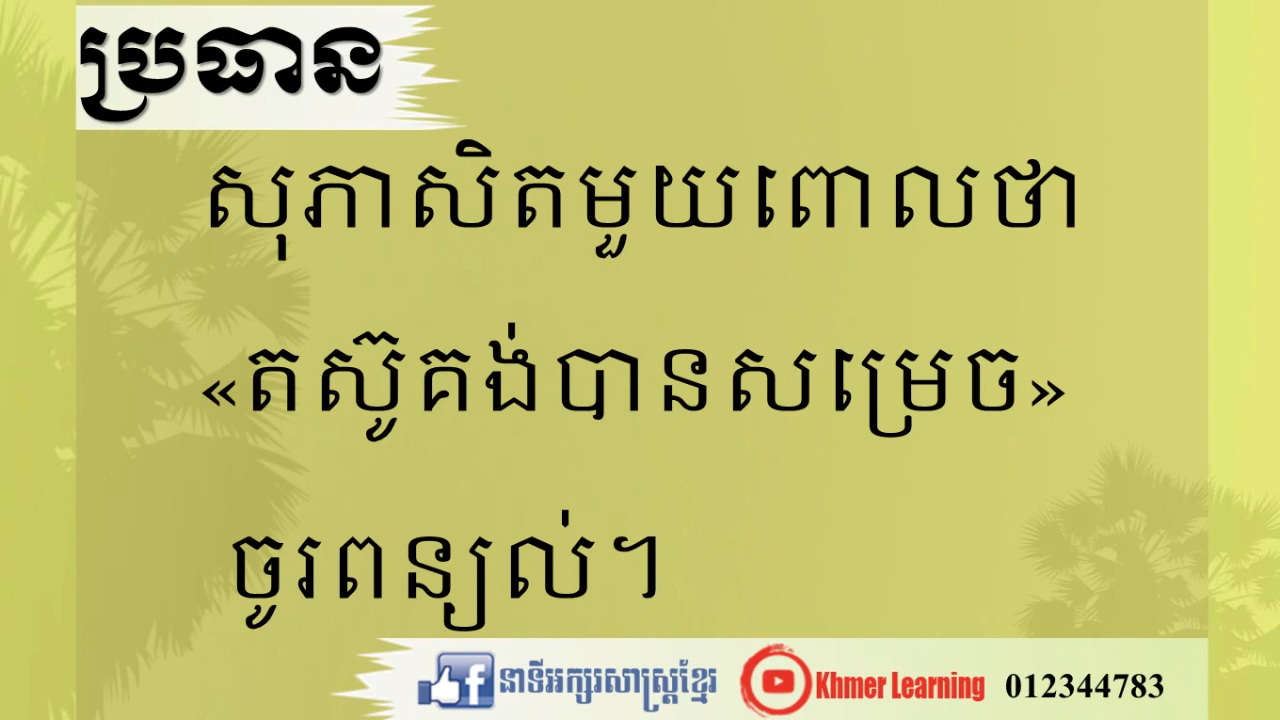 ប្រធាន
សុភាសិតមួយពោលថា
«តស៊ូគង់បានសម្រេច»
ចូរពន្យល់។
នាទីអក្សរសាស្ត្រខ្មែរ Khmer Learning 012344783